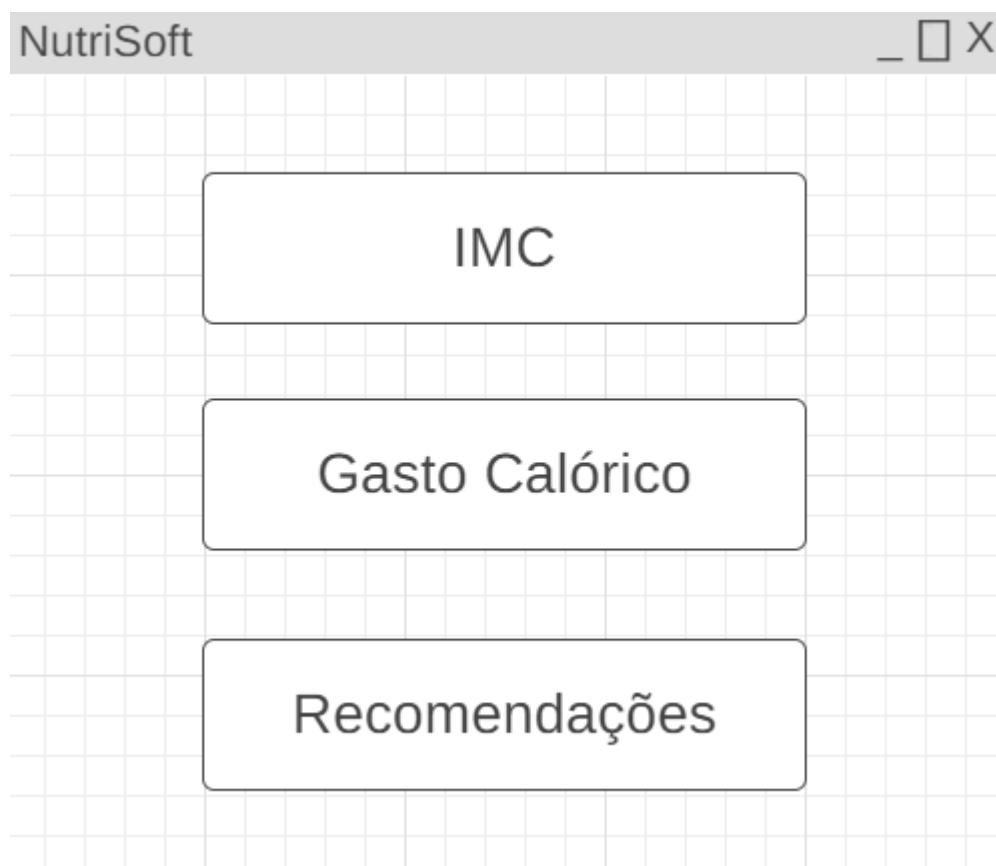 NutriSoft _ □ X
IMC
Gasto Calórico
Recomendações